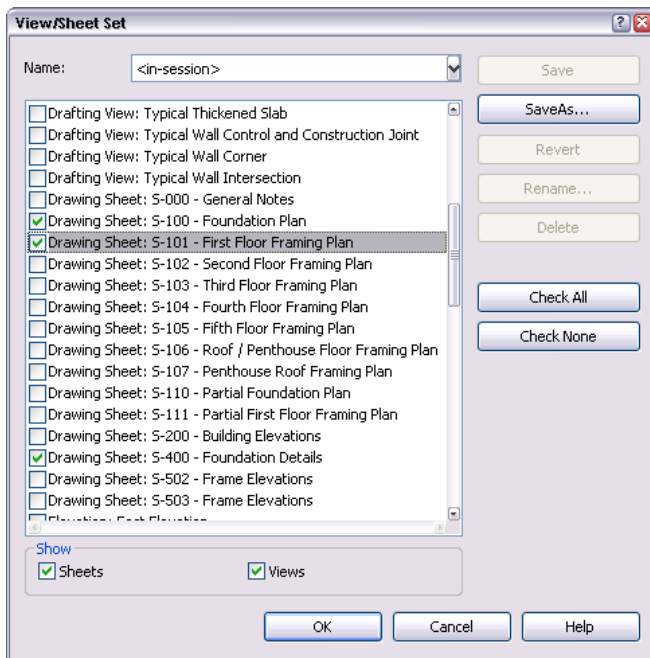 View/Sheet Set
Name:
<in-session>
Save
SaveAs...
Revert
Rename...
Delete
Check All
Check None
Drafting View: Typical Thickened Slab
Drafting View: Typical Wall Control and Construction Joint
Drafting View: Typical Wall Corner
Drafting View: Typical Wall Intersection
Drawing Sheet: S-000 - General Notes
Drawing Sheet: S-100 - Foundation Plan
Drawing Sheet: S-101 - First Floor Framing Plan
Drawing Sheet: S-102 - Second Floor Framing Plan
Drawing Sheet: S-103 - Third Floor Framing Plan
Drawing Sheet: S-104 - Fourth Floor Framing Plan
Drawing Sheet: S-105 - Fifth Floor Framing Plan
Drawing Sheet: S-106 - Roof / Penthouse Floor Framing Plan
Drawing Sheet: S-107 - Penthouse Roof Framing Plan
Drawing Sheet: S-110 - Partial Foundation Plan
Drawing Sheet: S-111 - Partial First Floor Framing Plan
Drawing Sheet: S-200 - Building Elevations
Drawing Sheet: S-400 - Foundation Details
Drawing Sheet: S-502 - Frame Elevations
Drawing Sheet: S-503 - Frame Elevations
Elevation: East Elevation
Show
Sheets
Views
OK
Cancel
Help